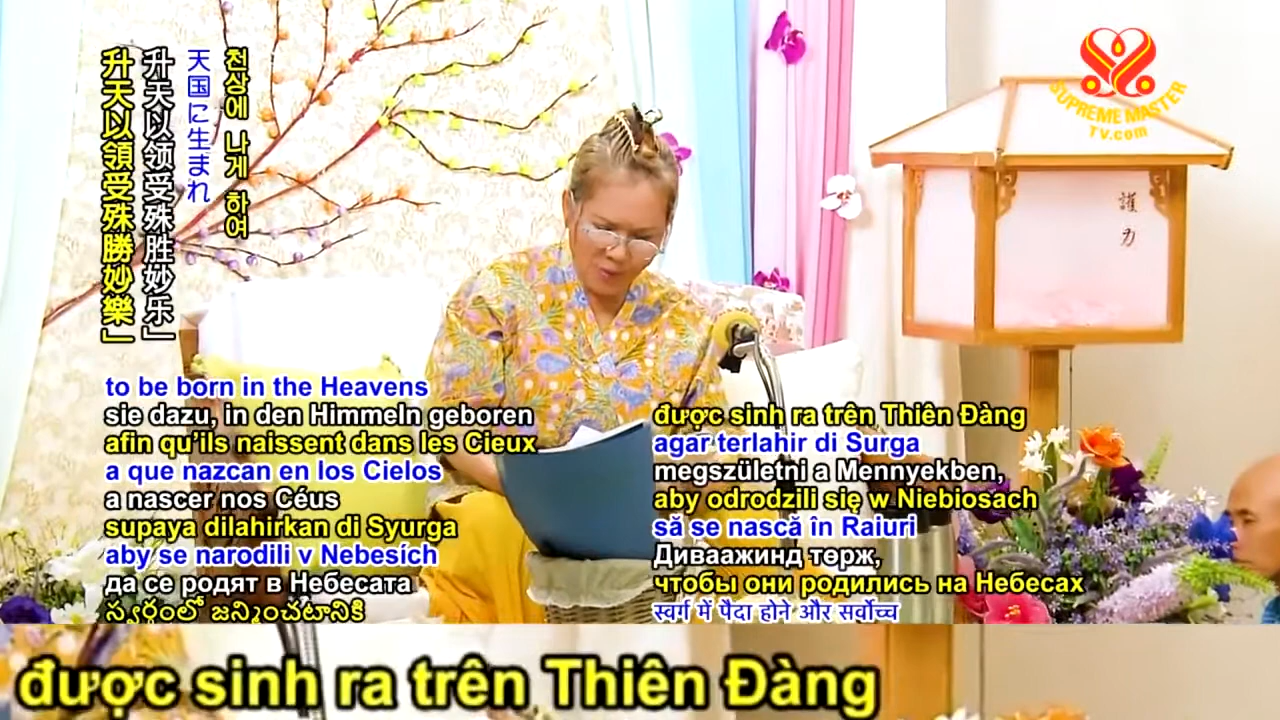 천상에 나게 하여
天国に生まれ
升天以领受殊胜妙乐」
升天以領受殊勝妙樂」
SUPREME MASTER
TV.com
護力
to be born in the Heavens
sie dazu, in den Himmeln geboren
afin qu'ils naissent dans les Cieux
a que nazcan en los Cielos
a nascer nos Céus
supaya dilahirkan di Syurga
aby se narodili v Nebesích
да се родят в Небесата
స్వర్గంలో జన్మించటానికి
được sinh ra trên Thiên Đàng
agar terlahir di Surga
megszületni a Mennyekben,
aby odrodzili się w Niebiosach
să se nască în Raiuri
Диваажинд төрж,
чтобы они родились на Небесах
स्वर्ग में पैदा होने और सर्वोच्च
được sinh ra trên Thiên Đàng